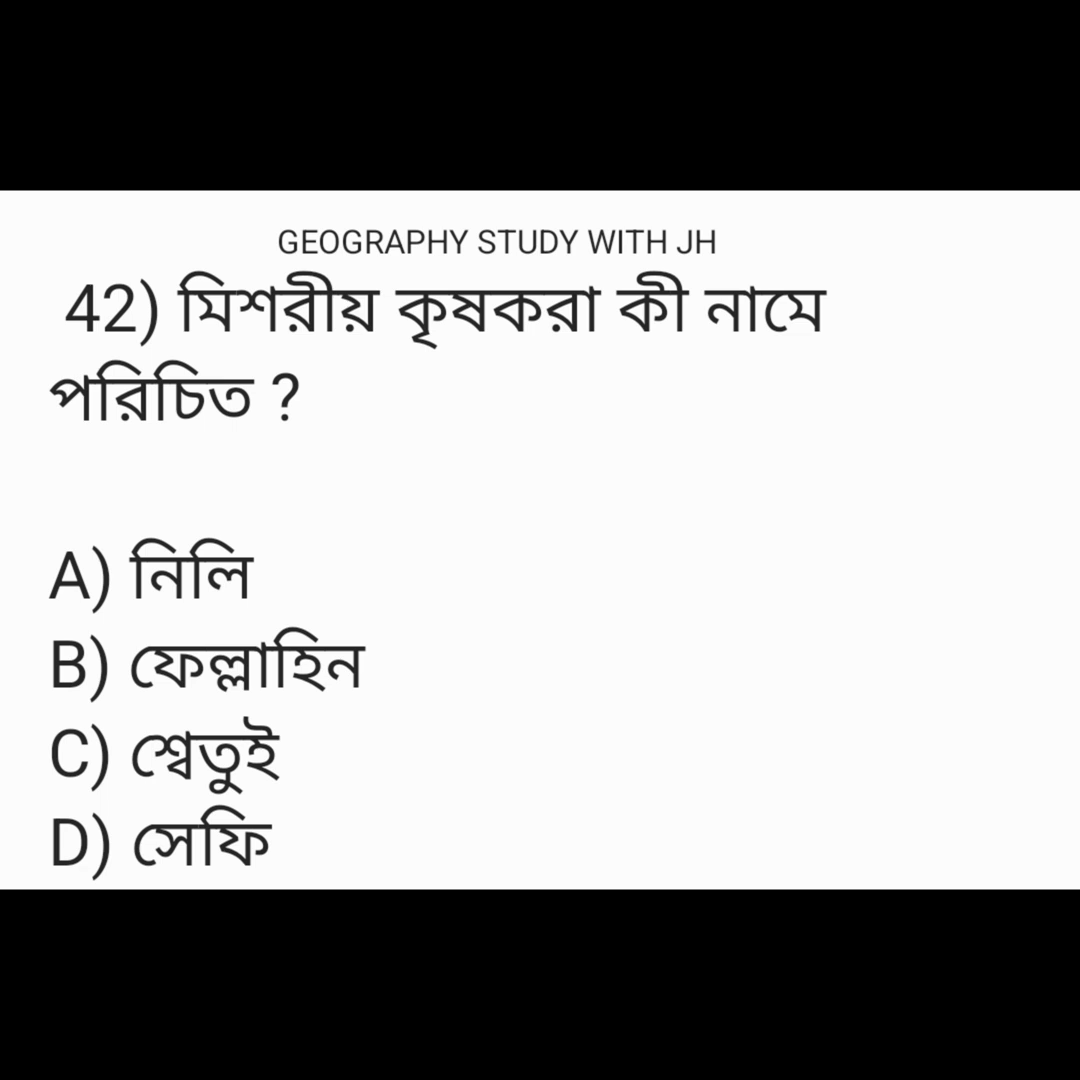 GEOGRAPHY STUDY WITH JH
42) মিশরীয় কৃষকরা কী নামে
পরিচিত ?
A) নিলি
B) ফেল্লাহিন
C) শ্বেতুই
D) সেফি